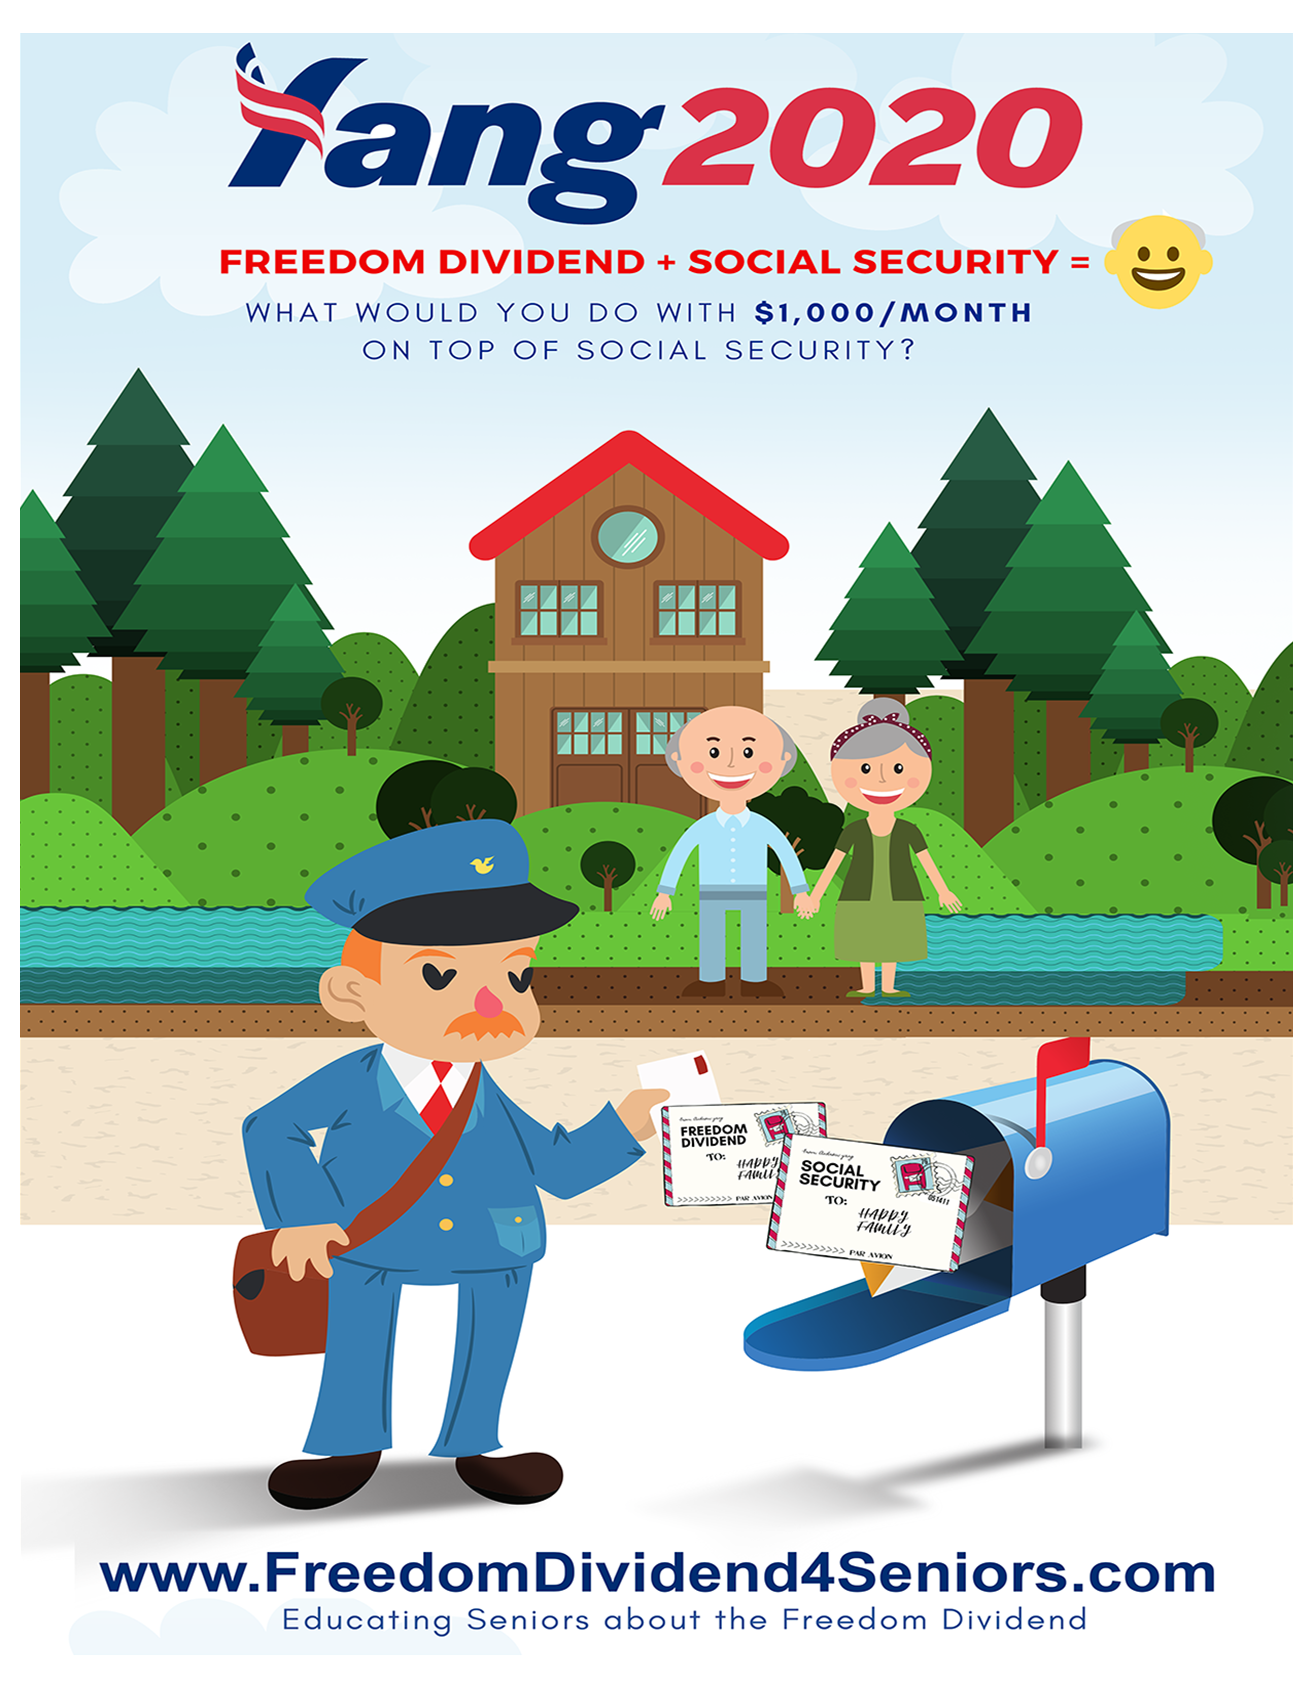 Yang2020
FREEDOM DIVIDEND + SOCIAL SECURITY =
WHAT WOULD YOU DO WITH $1,000/MONTH
ON TOP OF SOCIAL SECURITY?
FREEDOM
DIVIDEND
TO:
HAPPY
FAMILY
PAR AVION
SOCIAL
SECURITY
TO:
HAPPY
FAMILY
051411
>>>>>>>>>>> PAR AVION
www.FreedomDividend4Seniors.com
Educating Seniors about the Freedom Dividend